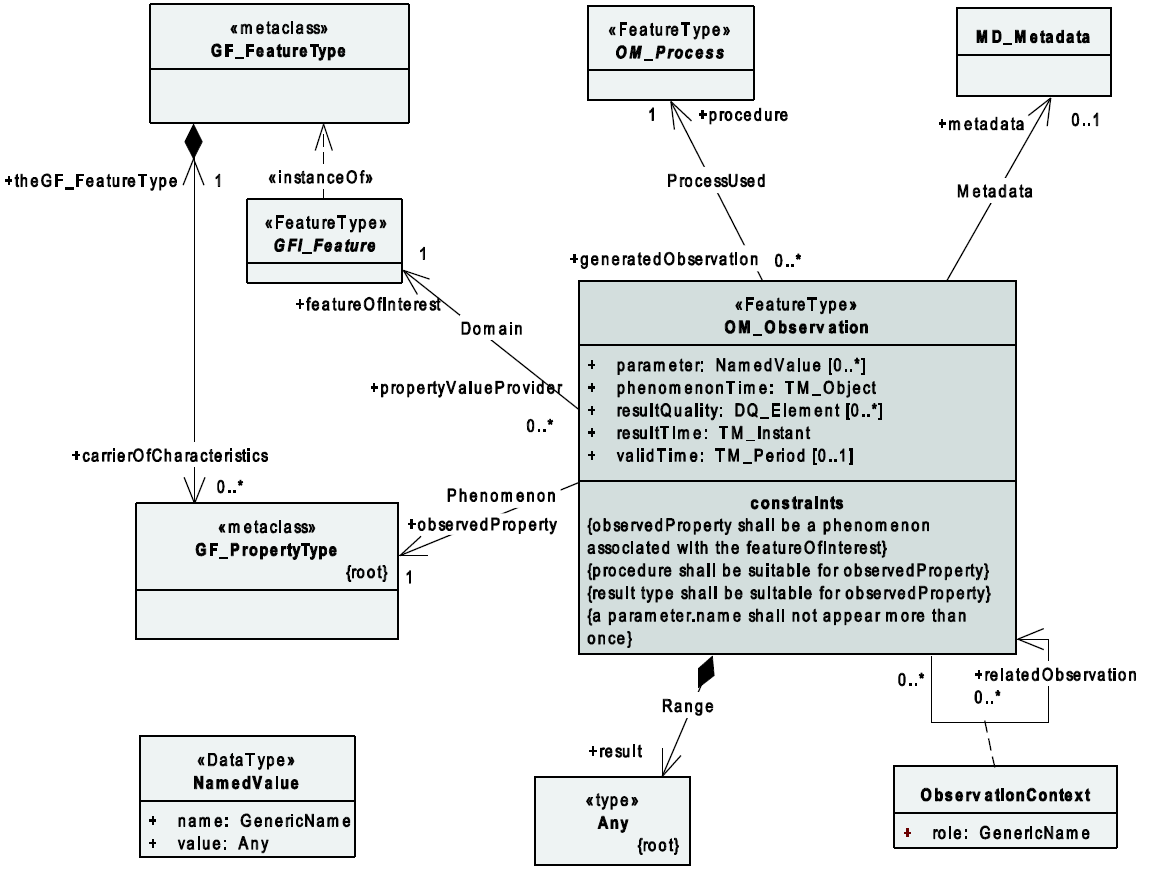 «metaclass»
GF_FeatureType
«FeatureType»
OM_Process
MD_Metadata
1
+procedure
+metadata
0..*1
+theGF_FeatureType
1
«instanceOf»
ProcessUsed
Metadata
«FeatureType»
GFI_Feature
1
+generatedObservation
0..*
+featureOfInterest
Domain
«FeatureType»
OM_Observation
+ parameter: NamedValue [0..*]
+ phenomenonTime: TM_Object
+ resultQuality: DQ_Element [0..*]
+ resultTime: TM_Instant
+ validTime: TM_Period [0..1]
+propertyValueProvider
0..*
+carrierOfCharacteristics
0..*
Phenomenon
+observedProperty
1
constraints
{observedProperty shall be a phenomenon
associated with the featureOfInterest}
{procedure shall be suitable for observedProperty}
{result type shall be suitable for observedProperty}
{a parameter.name shall not appear more than
once}
«metaclass»
GF_PropertyType
{root}
0..*
+relatedObservation
0..*
Range
+result
«DataType»
NamedValue
+ name: GenericName
+ value: Any
«type»
Any
{root}
ObservationContext
+ role: GenericName